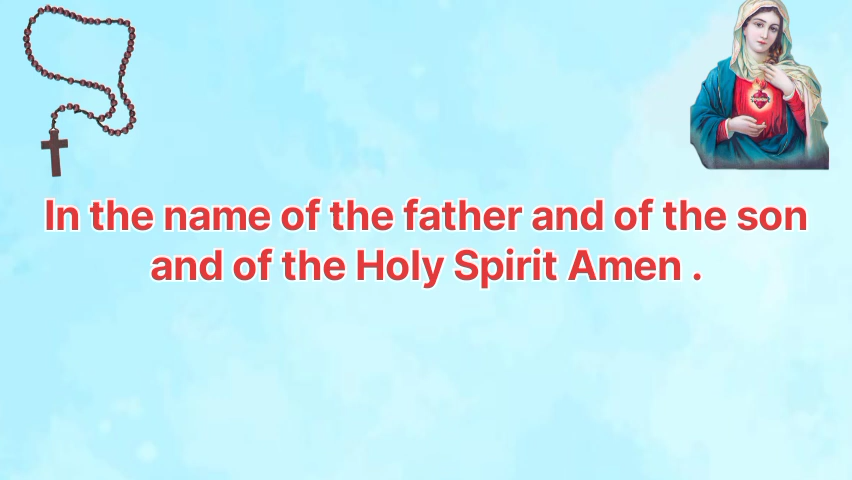 In the name of the father and of the son
and of the Holy Spirit Amen .